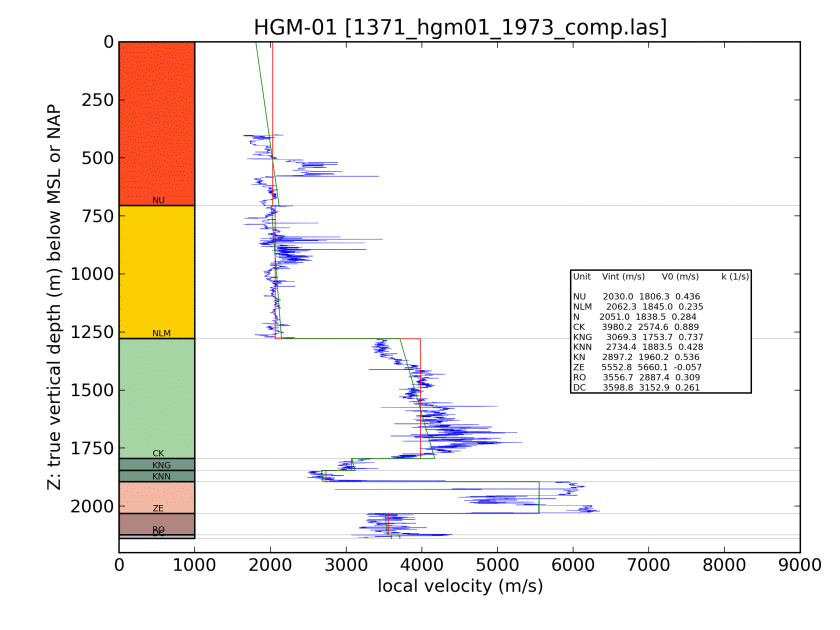 HGM-01 [1371_hgm01_1973_comp.las]
Z: true vertical depth (m) below MSL or NAP
0
250
500
750
1000
1250
1500
1750
2000
NU
NLM
CK
KNG
KNN
ZE
RO
DC
Unit Vint (m/s) V0 (m/s) k (1/s)
NU 2030.0 1806.3 0.436
NLM 2062.3 1845.0 0.235
N 2051.0 1838.5 0.284
CK 3980.2 2574.6 0.889
KNG 3069.3 1753.7 0.737
KNN 2734.4 1883.5 0.428
KN 2897.2 1960.2 0.536
ZE 5552.8 5660.1 -0.057
RO 3556.7 2887.4 0.309
DC 3598.8 3152.9 0.261
0 1000 2000 3000 4000 5000 6000 7000 8000 9000
local velocity (m/s)